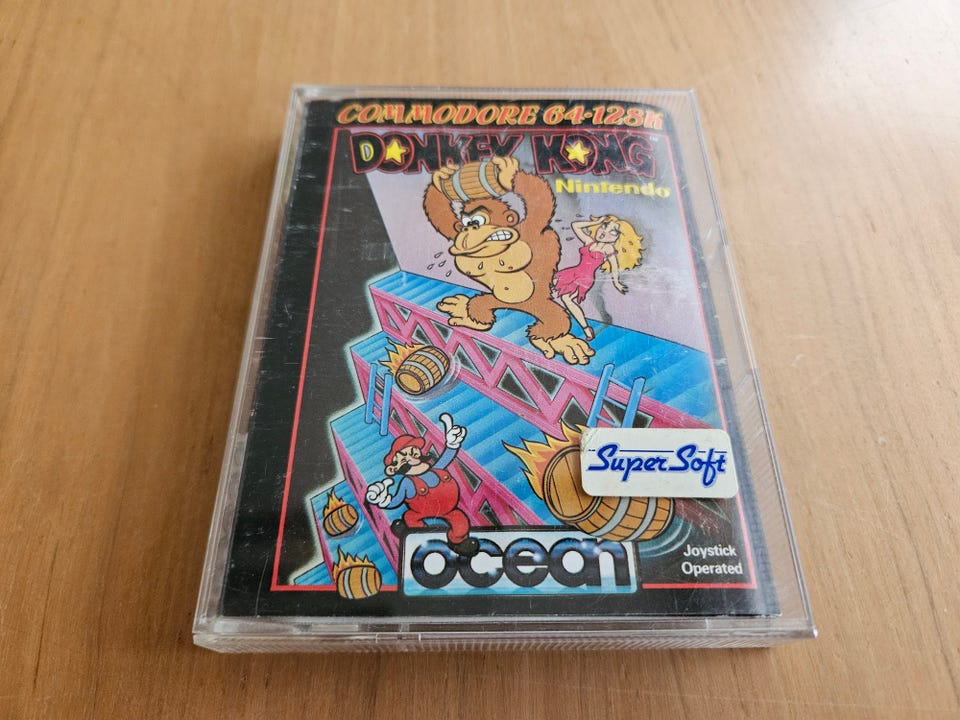 COMMODORE 64·128K
DONKEY KONG
Nintendo
Super Soft
ocean
Joystick
Operated